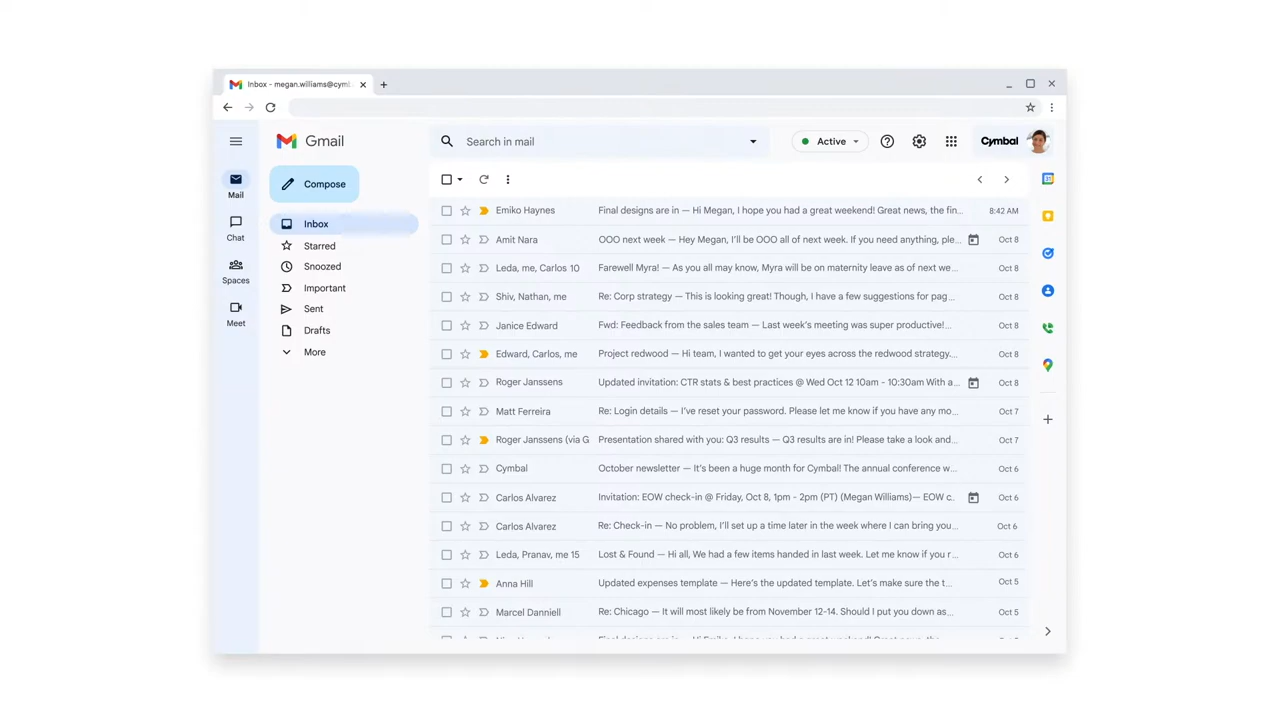 Inbox - megan.williams@cymb
Gmail
Search in mail
Active
Cymbal
Compose
Mail
Chat
Spaces
Meet
Inbox
Starred
Snoozed
Important
Sent
Drafts
More
Emiko Haynes Final designs are in — Hi Megan, I hope you had a great weekend! Great news, the fin... 8:42 AM
Amit Nara OOO next week — Hey Megan, I'll be OOO all of next week. If you need anything, ple... Oct 8
Leda, me, Carlos 10 Farewell Myra! — As you all may know, Myra will be on maternity leave as of next we... Oct 8
Shiv, Nathan, me Re: Corp strategy — This is looking great! Though, I have a few suggestions for pag... Oct 8
Janice Edward Fwd: Feedback from the sales team — Last week's meeting was super productive!... Oct 8
Edward, Carlos, me Project redwood — Hi team, I wanted to get your eyes across the redwood strategy.... Oct 8
Roger Janssens Updated invitation: CTR stats & best practices @ Wed Oct 12 10am - 10:30am With a... Oct 8
Matt Ferreira Re: Login details — I've reset your password. Please let me know if you have any mo... Oct 7
Roger Janssens (via G Presentation shared with you: Q3 results — Q3 results are in! Please take a look and... Oct 7
Cymbal October newsletter — It's been a huge month for Cymbal! The annual conference w... Oct 6
Carlos Alvarez Invitation: EOW check-in @ Friday, Oct 8, 1pm - 2pm (PT) (Megan Williams)— EOW c.. Oct 6
Carlos Alvarez Re: Check-in — No problem, I'll set up a time later in the week where I can bring you... Oct 6
Leda, Pranav, me 15 Lost & Found — Hi all, We had a few items handed in last week. Let me know if you r... Oct 6
Anna Hill Updated expenses template — Here's the updated template. Let's make sure the t... Oct 5
Marcel Danniell Re: Chicago — It will most likely be from November 12-14. Should I put you down as... Oct 5